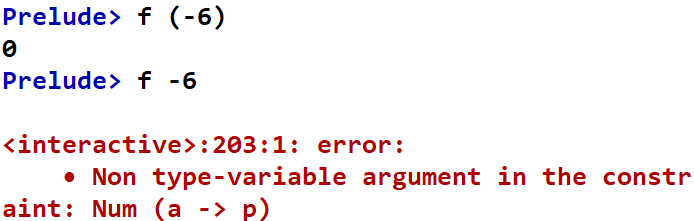 Prelude> f (-6)
0
Prelude> f -6
<interactive>:203:1: error:
• Non type-variable argument in the constr
aint: Num (a -> p)